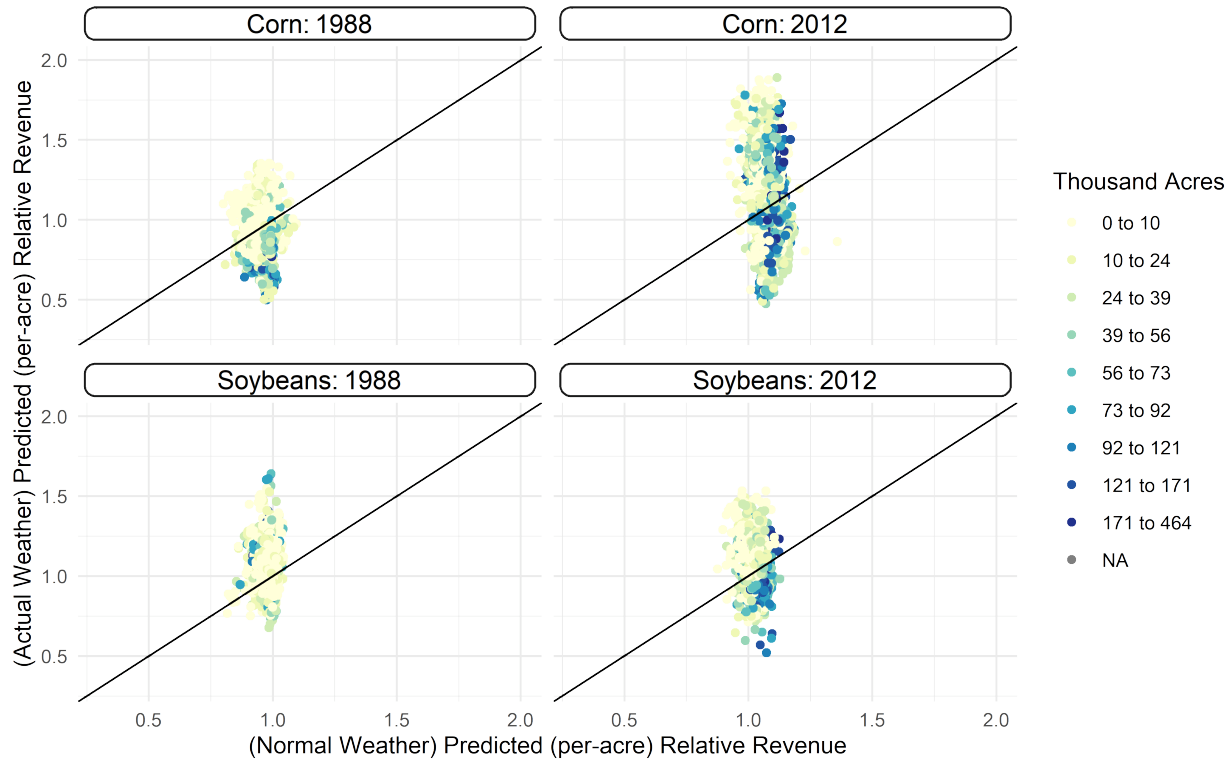 Corn: 1988
Corn: 2012
2.0
1.5
1.0
0.5
Soybeans: 1988
Soybeans: 2012
2.0
1.5
1.0
0.5
0.5
1.0
1.5
2.0
0.5
1.0
1.5
2.0
(Normal Weather) Predicted (per-acre) Relative Revenue
(Actual Weather) Predicted (per-acre) Relative Revenue
Thousand Acres
0 to 10
10 to 24
24 to 39
39 to 56
56 to 73
73 to 92
92 to 121
121 to 171
171 to 464
NA